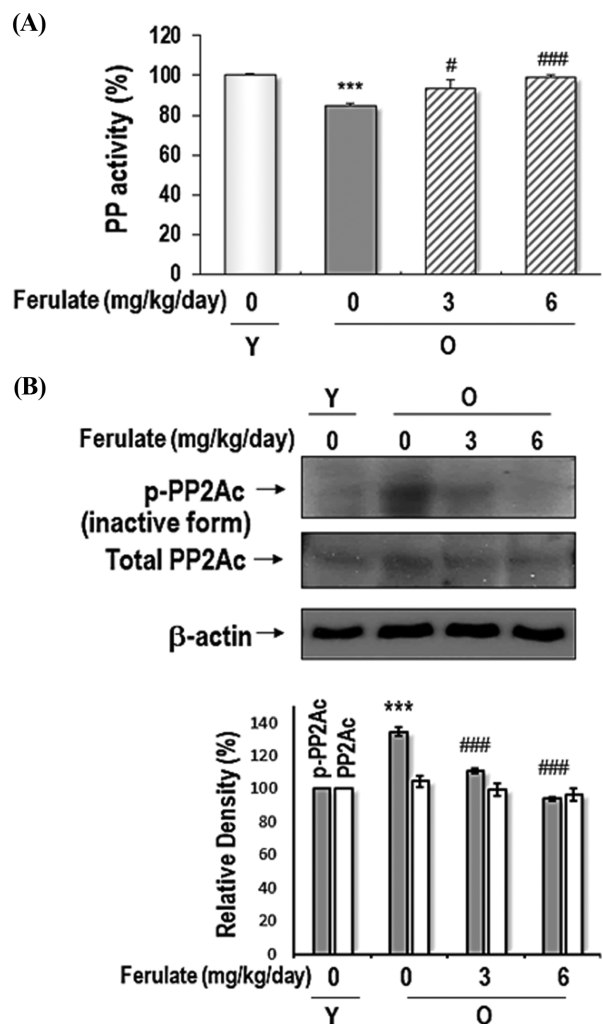 (A)
PP activity (%)
120
100
80
60
40
20
0
***
#
###
Ferulate (mg/kg/day) 0 0 3 6
Y O
(B)
Y O
Ferulate (mg/kg/day) 0 0 3 6
p-PP2Ac →
(inactive form)
Total PP2Ac →
β-actin →
Relative Density (%)
140
120
100
80
60
40
20
0
p-PP2Ac
PP2Ac
***
###
###
Ferulate (mg/kg/day) 0 0 3 6
Y O